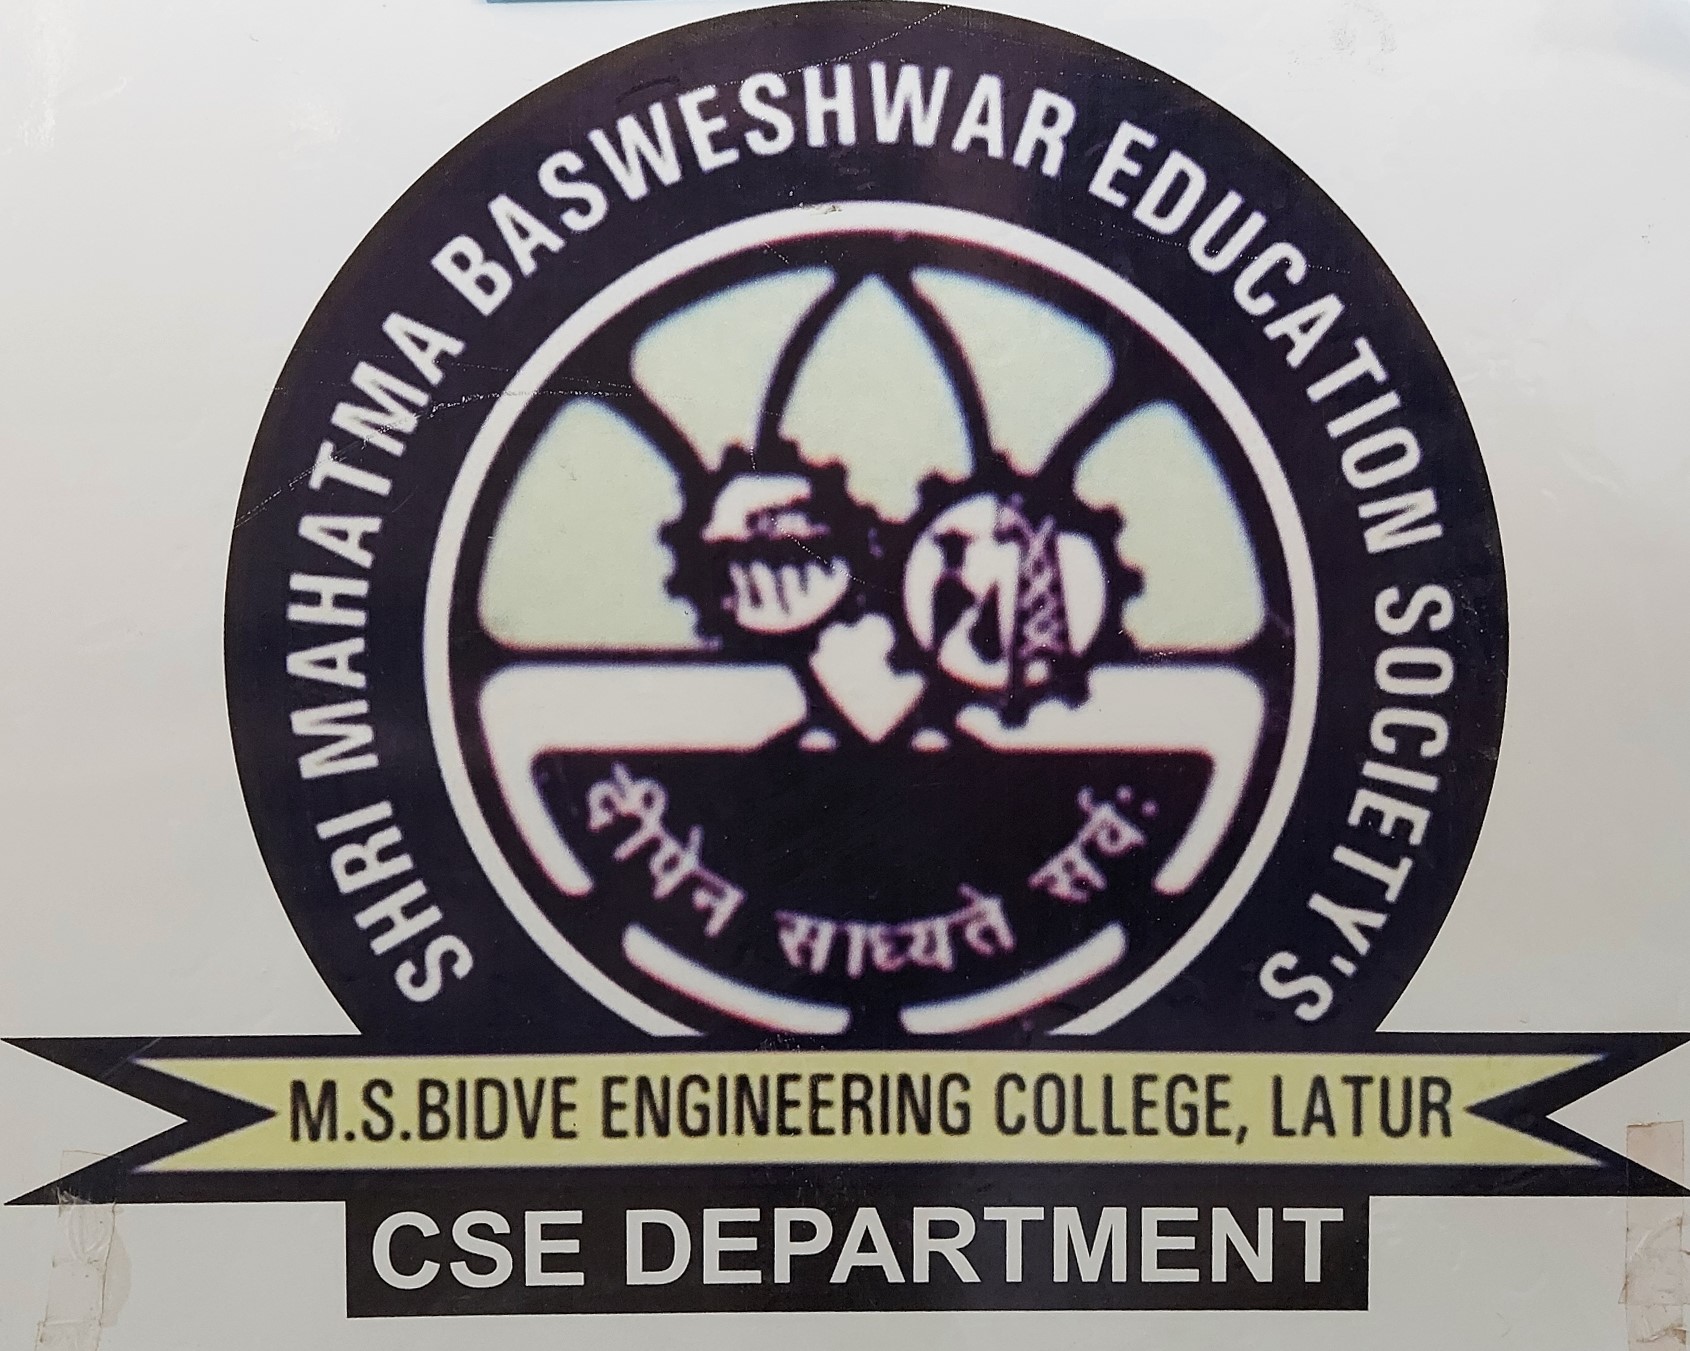 SHRI MAHATMA BASWESHWAR EDUCATION SOCIETY'S
दीपेन साध्यते सर्वः
M.S.BIDVE ENGINEERING COLLEGE, LATUR
CSE DEPARTMENT